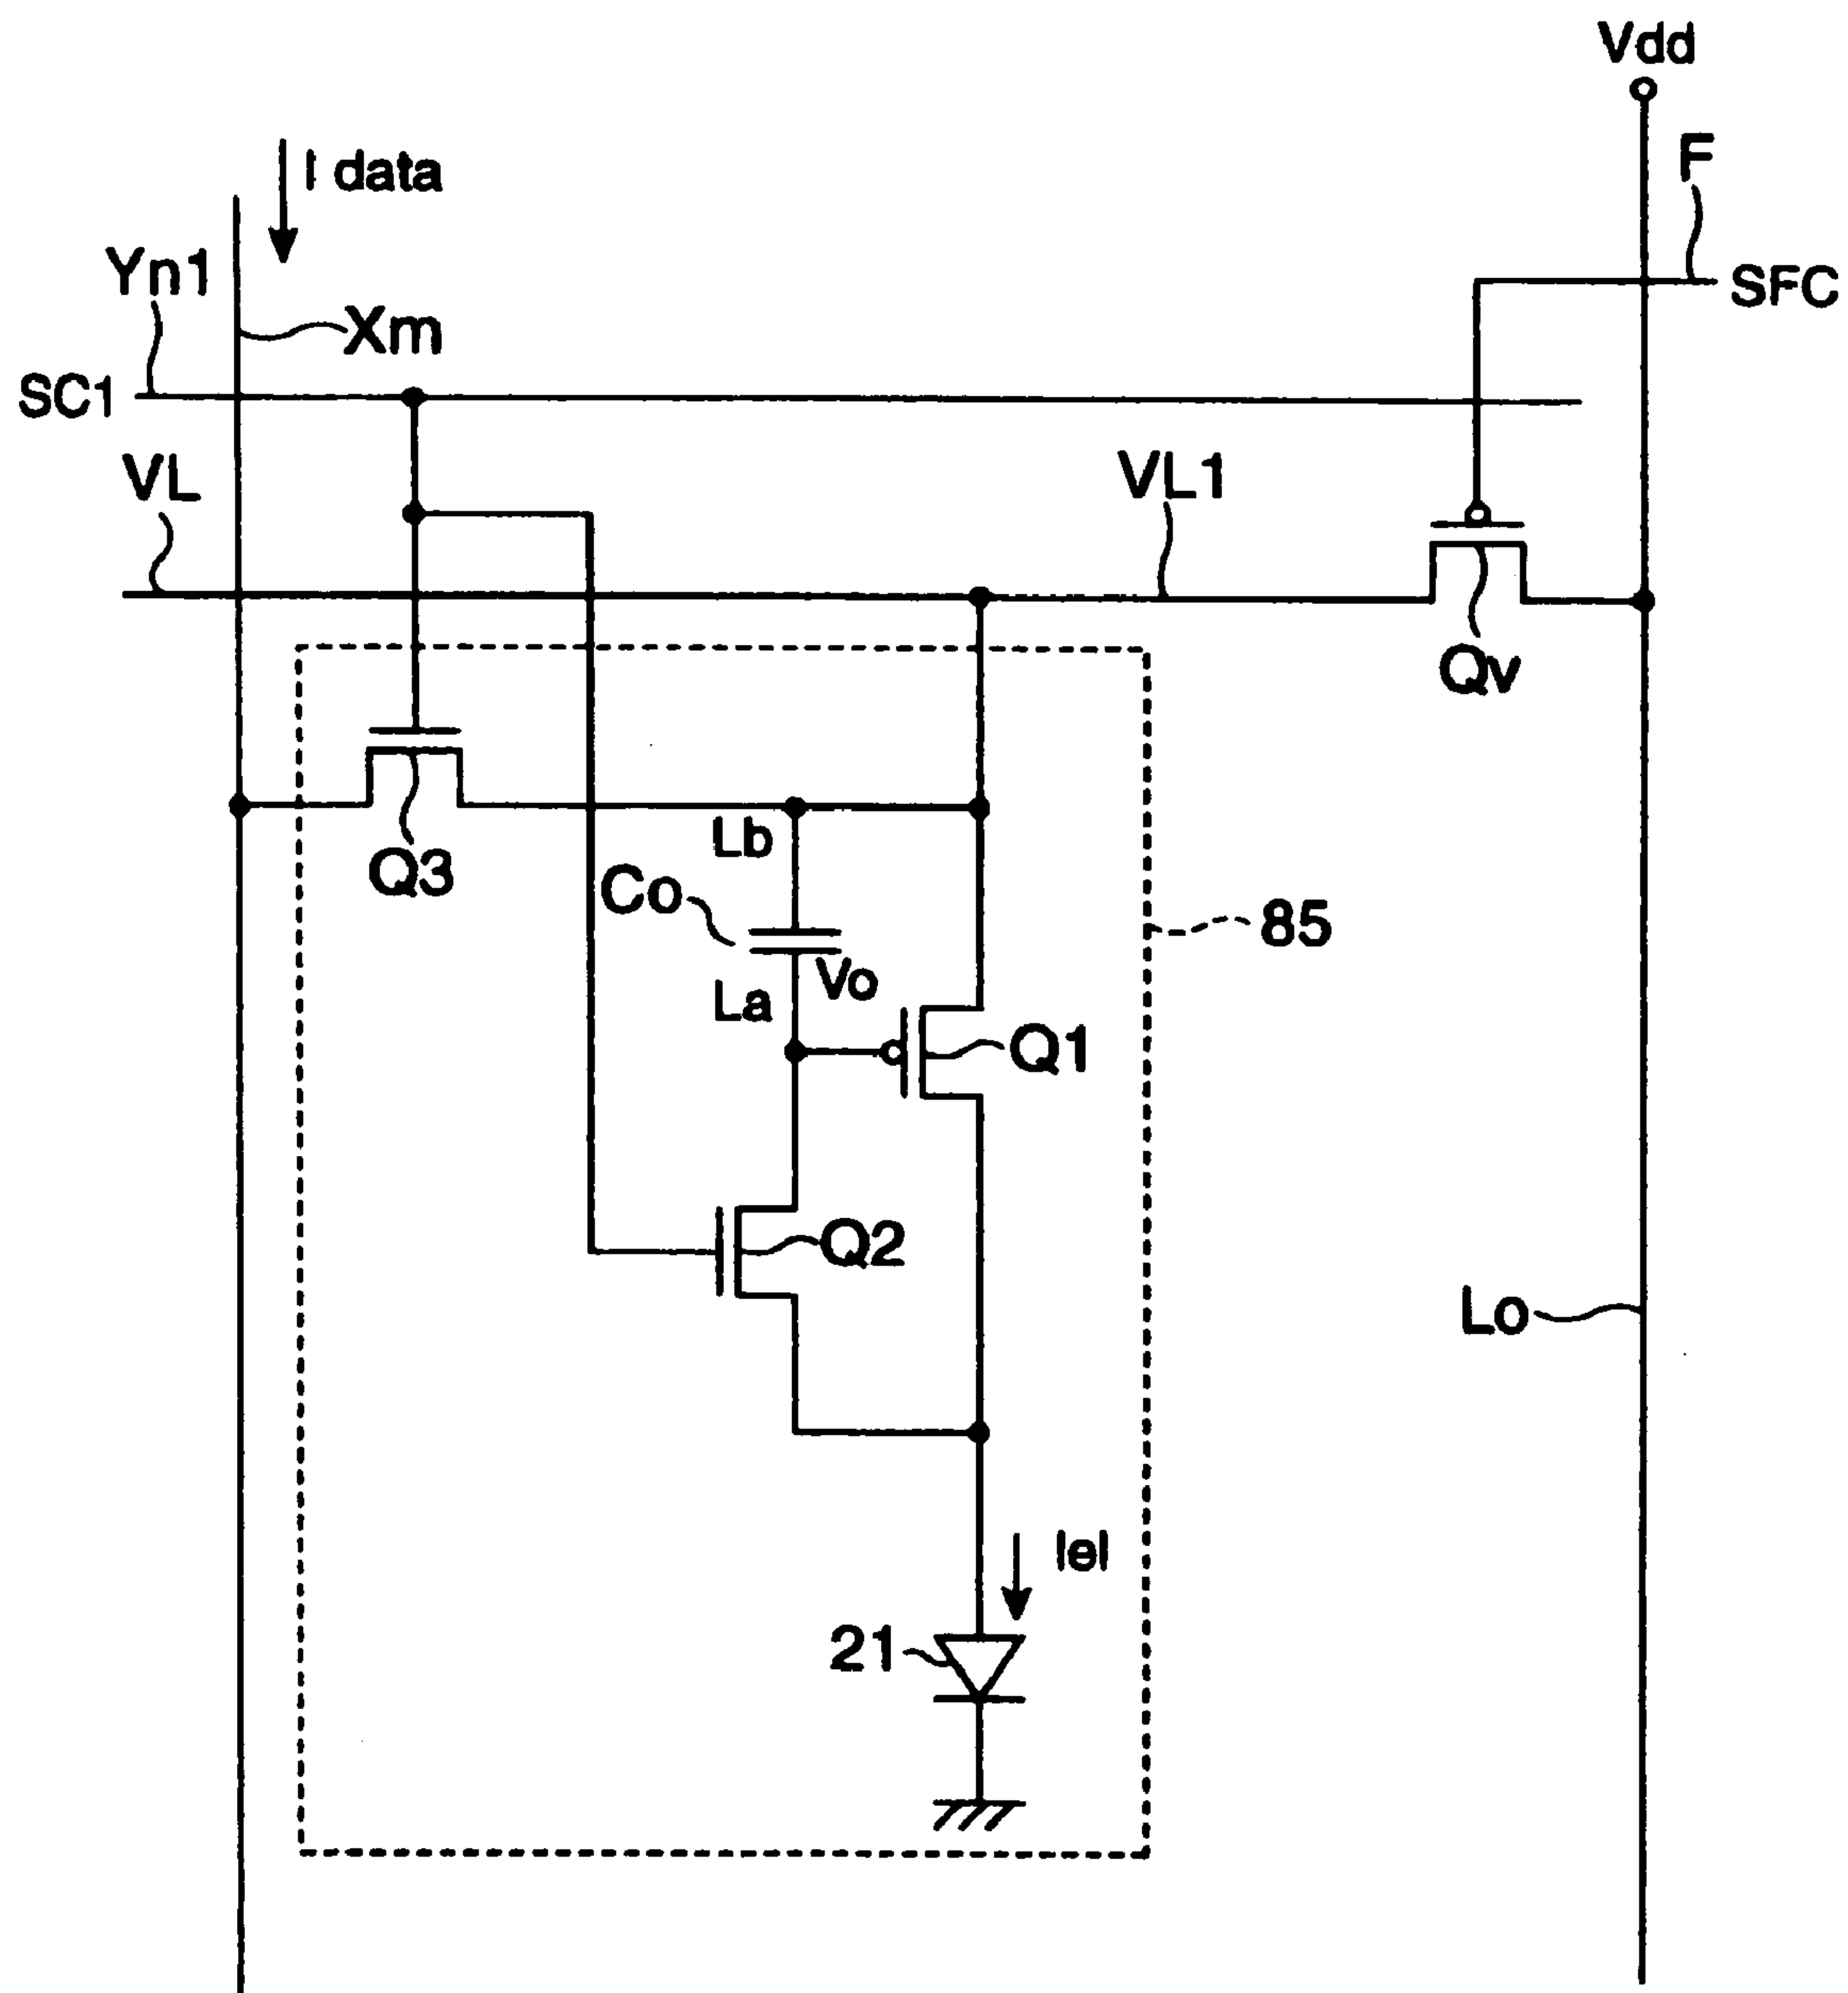 Vdd
F
I data
Yn1
SFC
Xm
SC1
VL
VL1
Qv
Lb
Q3
Co
85
Vo
La
Q1
Q2
Lo
Iel
21